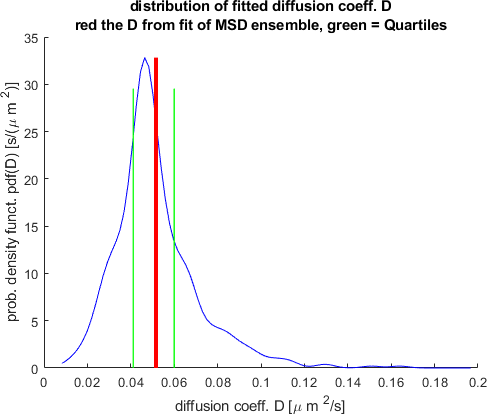 distribution of fitted diffusion coeff. D
red the D from fit of MSD ensemble, green = Quartiles
prob. density funct. pdf(D) [s/(μ m ²)]
35
30
25
20
15
10
5
0
0 0.02 0.04 0.06 0.08 0.1 0.12 0.14 0.16 0.18 0.2
diffusion coeff. D [μ m ²/s]